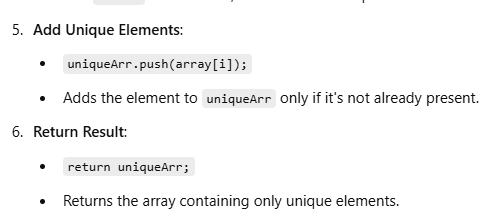 5. Add Unique Elements:
• uniqueArr.push(array[i]);
• Adds the element to uniqueArr only if it's not already present.
6. Return Result:
• return uniqueArr;
• Returns the array containing only unique elements.